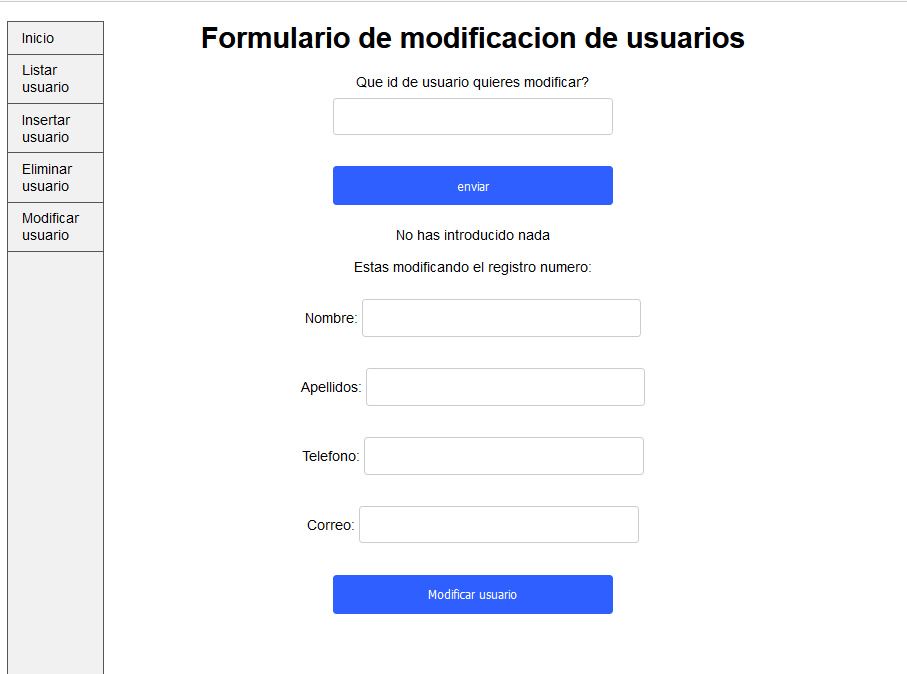 Inicio
Listar
usuario
Insertar
usuario
Eliminar
usuario
Modificar
usuario
Formulario de modificacion de usuarios
Que id de usuario quieres modificar?
enviar
No has introducido nada
Estas modificando el registro numero:
Nombre:
Apellidos:
Telefono:
Correo:
Modificar usuario